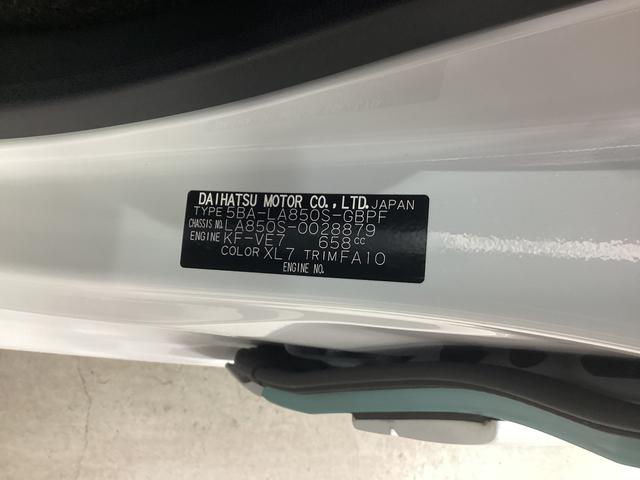 DAIHATSU MOTOR CO.,LTD. JAPAN
TYPE 5BA-LA850S-GBPF
CHASSIS NO. LA850S-0028879
ENGINE KF-VE7 658cc
COLOR XL7 TRIM FA10
ENGINE NO.